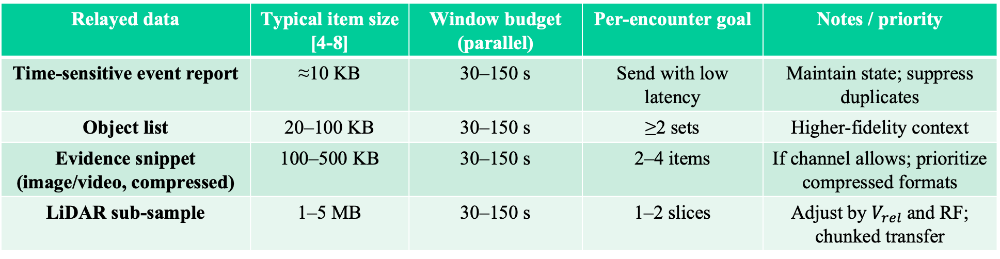 Relayed data
Typical item size
[4-8]
Window budget
(parallel)
Per-encounter goal
Notes / priority
Time-sensitive event report
≈10 KB
30–150 s
Send with low
latency
Maintain state; suppress
duplicates
Object list
20–100 KB
30–150 s
≥2 sets
Higher-fidelity context
Evidence snippet
(image/video, compressed)
100–500 KB
30–150 s
2–4 items
If channel allows; prioritize
compressed formats
LiDAR sub-sample
1–5 MB
30–150 s
1–2 slices
Adjust by V_rel and RF;
chunked transfer